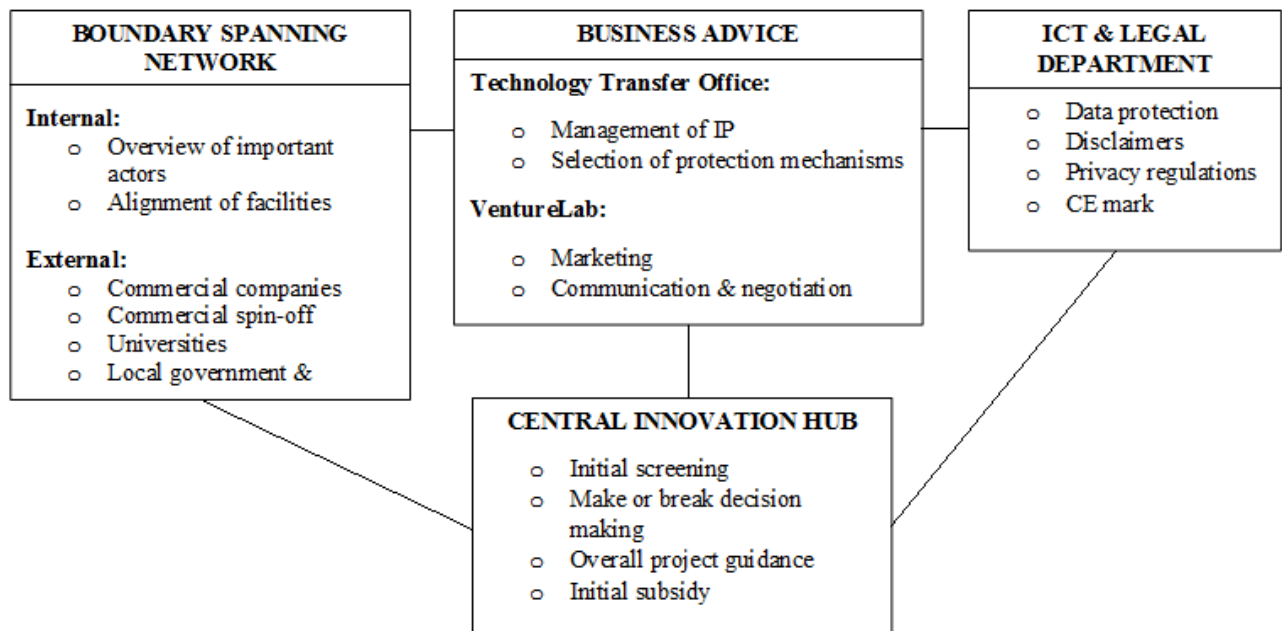 BOUNDARY SPANNING
NETWORK
Internal:
o Overview of important
actors
o Alignment of facilities
External:
o Commercial companies
o Commercial spin-off
o Universities
o Local government &
BUSINESS ADVICE
Technology Transfer Office:
o Management of IP
o Selection of protection mechanisms
VentureLab:
o Marketing
o Communication & negotiation
ICT & LEGAL
DEPARTMENT
o Data protection
o Disclaimers
o Privacy regulations
o CE mark
CENTRAL INNOVATION HUB
o Initial screening
o Make or break decision
making
o Overall project guidance
o Initial subsidy